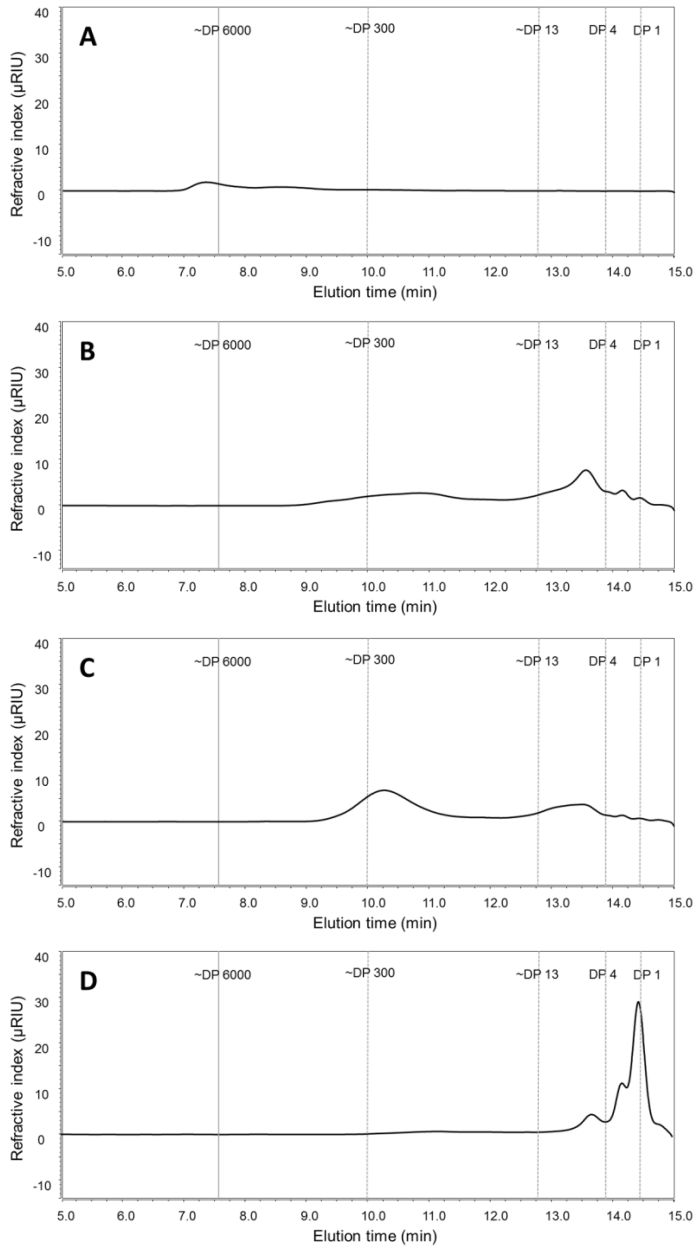 A
~DP 6000 ~DP 300 ~DP 13 DP 4 DP 1
Refractive index (µRIU)
40
30
20
10
0
-10
5.0 6.0 7.0 8.0 9.0 10.0 11.0 12.0 13.0 14.0 15.0
Elution time (min)
B
~DP 6000 ~DP 300 ~DP 13 DP 4 DP 1
Refractive index (µRIU)
40
30
20
10
0
-10
5.0 6.0 7.0 8.0 9.0 10.0 11.0 12.0 13.0 14.0 15.0
Elution time (min)
C
~DP 6000 ~DP 300 ~DP 13 DP 4 DP 1
Refractive index (µRIU)
40
30
20
10
0
-10
5.0 6.0 7.0 8.0 9.0 10.0 11.0 12.0 13.0 14.0 15.0
Elution time (min)
D
~DP 6000 ~DP 300 ~DP 13 DP 4 DP 1
Refractive index (µRIU)
40
30
20
10
0
-10
5.0 6.0 7.0 8.0 9.0 10.0 11.0 12.0 13.0 14.0 15.0
Elution time (min)